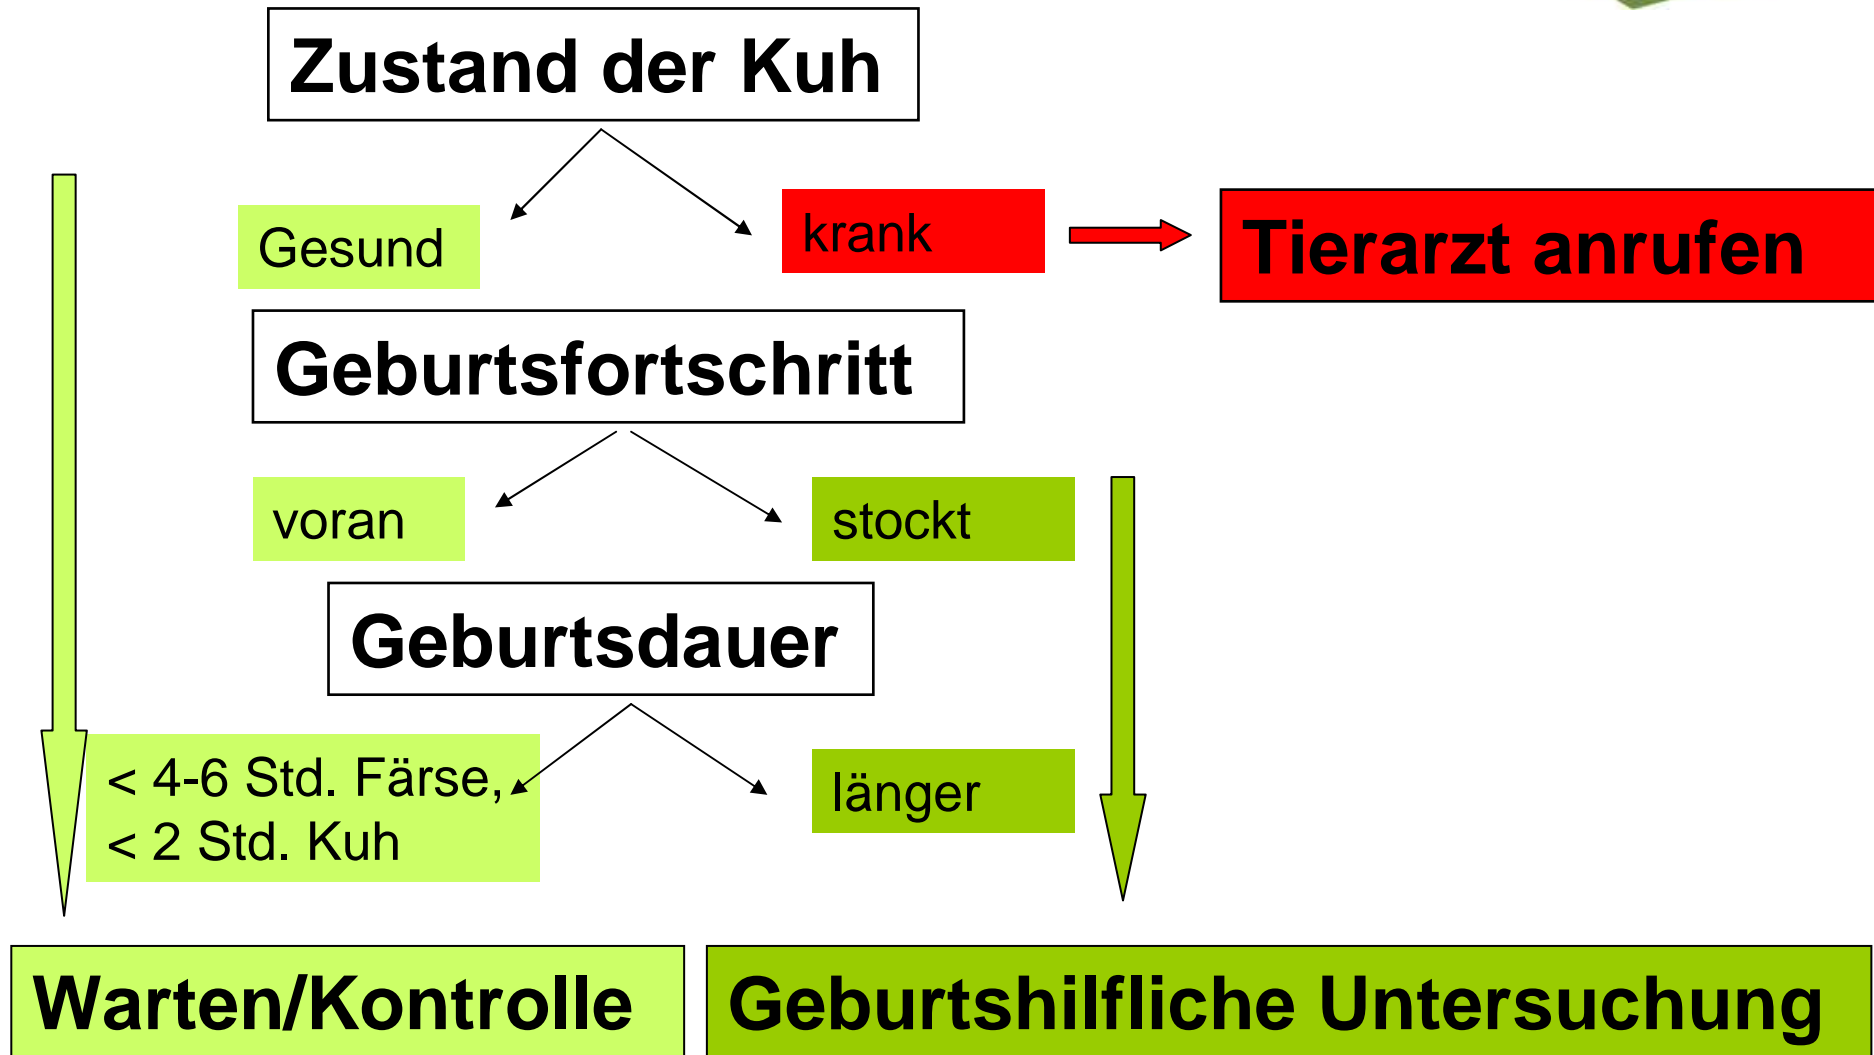 Zustand der Kuh
Gesund
krank
Tierarzt anrufen
Geburtsfortschritt
voran
stockt
Geburtsdauer
< 4-6 Std. Färse,
< 2 Std. Kuh
länger
Warten/Kontrolle
Geburtshilfliche Untersuchung